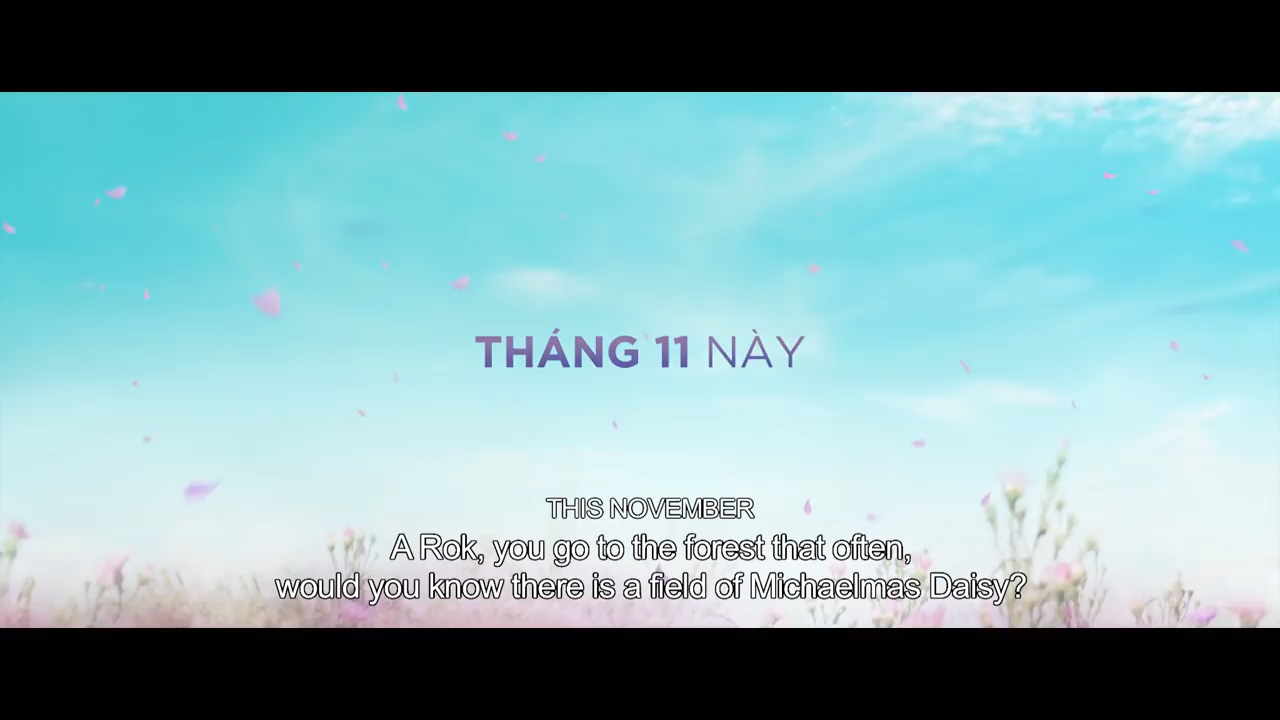 THÁNG 11 NÀY
THIS NOVEMBER
A Rok, you go to the forest that often,
would you know there is a field of Michaelmas Daisy?